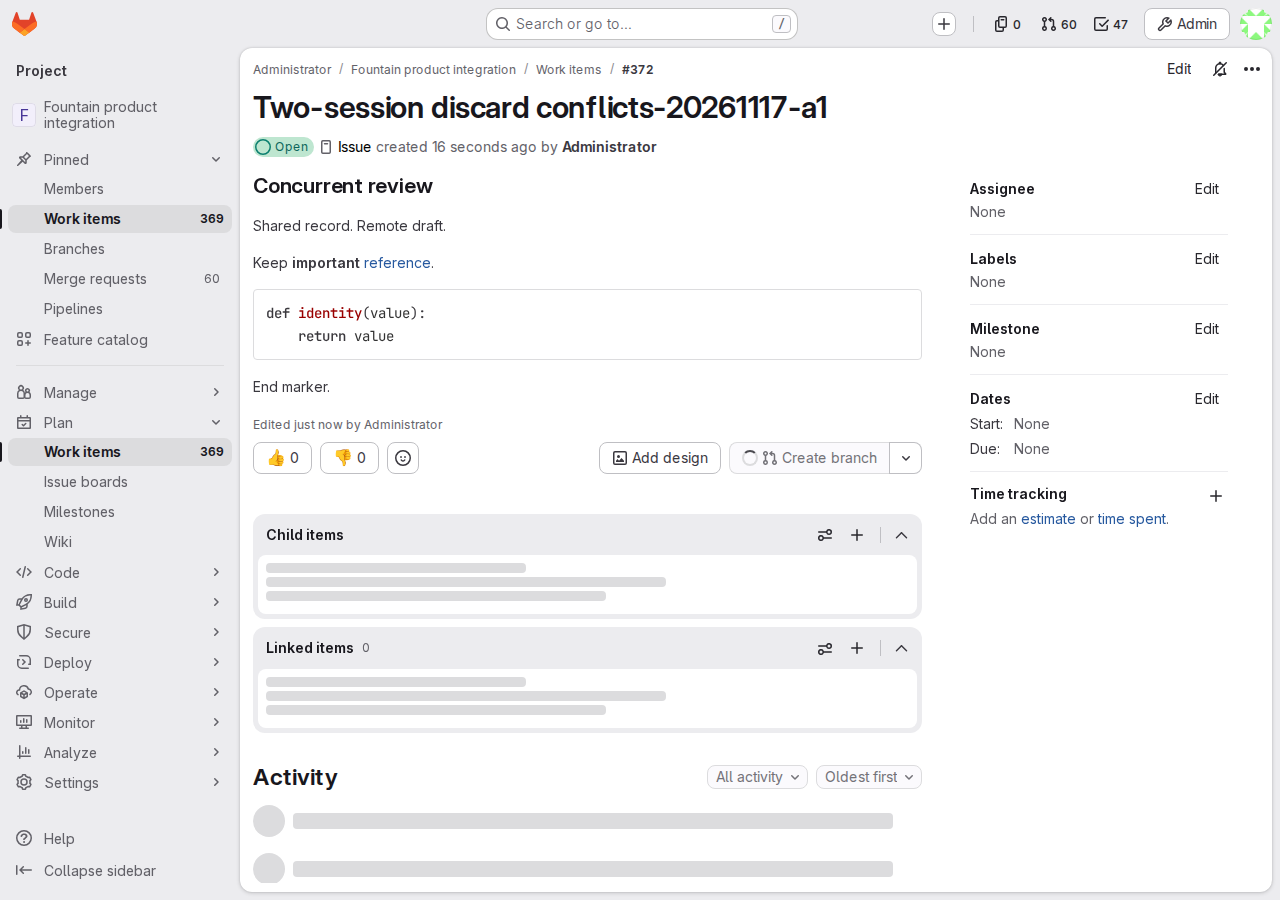 Search or go to...
/
0
60
47
Admin
Project
F
Fountain product integration
Pinned
Members
Work items
369
Branches
Merge requests
60
Pipelines
Feature catalog
Manage
Plan
Work items
369
Issue boards
Milestones
Wiki
Code
Build
Secure
Deploy
Operate
Monitor
Analyze
Settings
Help
Collapse sidebar
Administrator / Fountain product integration / Work items / #372
Edit
Two-session discard conflicts-20261117-a1
Open
Issue created 16 seconds ago by Administrator
Concurrent review
Shared record. Remote draft.
Keep important reference.
def identity(value):
    return value
End marker.
Edited just now by Administrator
👍 0
👎 0
Add design
Create branch
Child items
Linked items 0
Activity
All activity
Oldest first
Assignee
Edit
None
Labels
Edit
None
Milestone
Edit
None
Dates
Edit
Start: None
Due: None
Time tracking
Add an estimate or time spent.